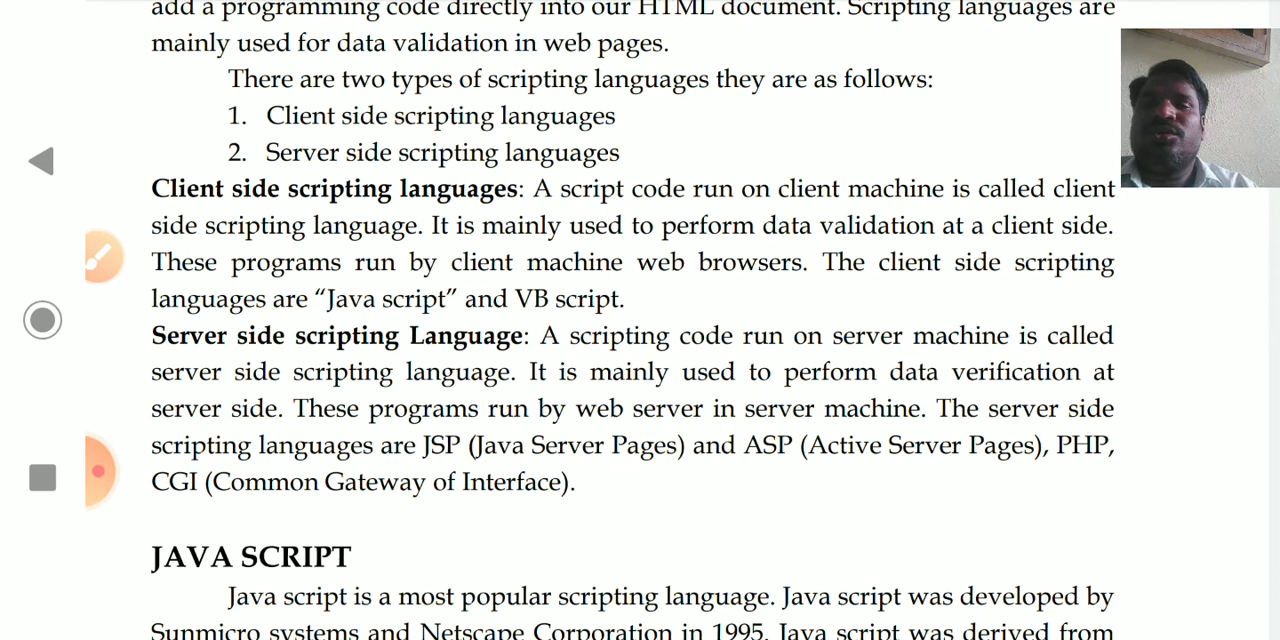 add a programming code directly into our HTML document. Scripting languages are
mainly used for data validation in web pages.
There are two types of scripting languages they are as follows:
1. Client side scripting languages
2. Server side scripting languages
Client side scripting languages: A script code run on client machine is called client
side scripting language. It is mainly used to perform data validation at a client side.
These programs run by client machine web browsers. The client side scripting
languages are “Java script” and VB script.
Server side scripting Language: A scripting code run on server machine is called
server side scripting language. It is mainly used to perform data verification at
server side. These programs run by web server in server machine. The server side
scripting languages are JSP (Java Server Pages) and ASP (Active Server Pages), PHP,
CGI (Common Gateway of Interface).
JAVA SCRIPT
Java script is a most popular scripting language. Java script was developed by
Sunmicro systems and Netscape Corporation in 1995. Java script was derived from